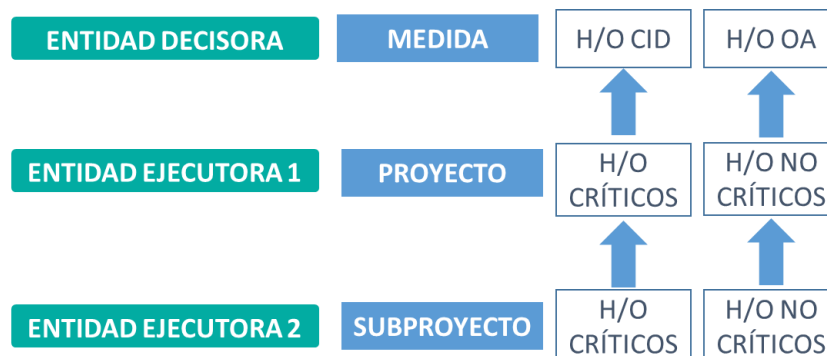 ENTIDAD DECISORA
MEDIDA
H/O CID
H/O OA
ENTIDAD EJECUTORA 1
PROYECTO
H/O
CRÍTICOS
H/O NO
CRÍTICOS
ENTIDAD EJECUTORA 2
SUBPROYECTO
H/O
CRÍTICOS
H/O NO
CRÍTICOS